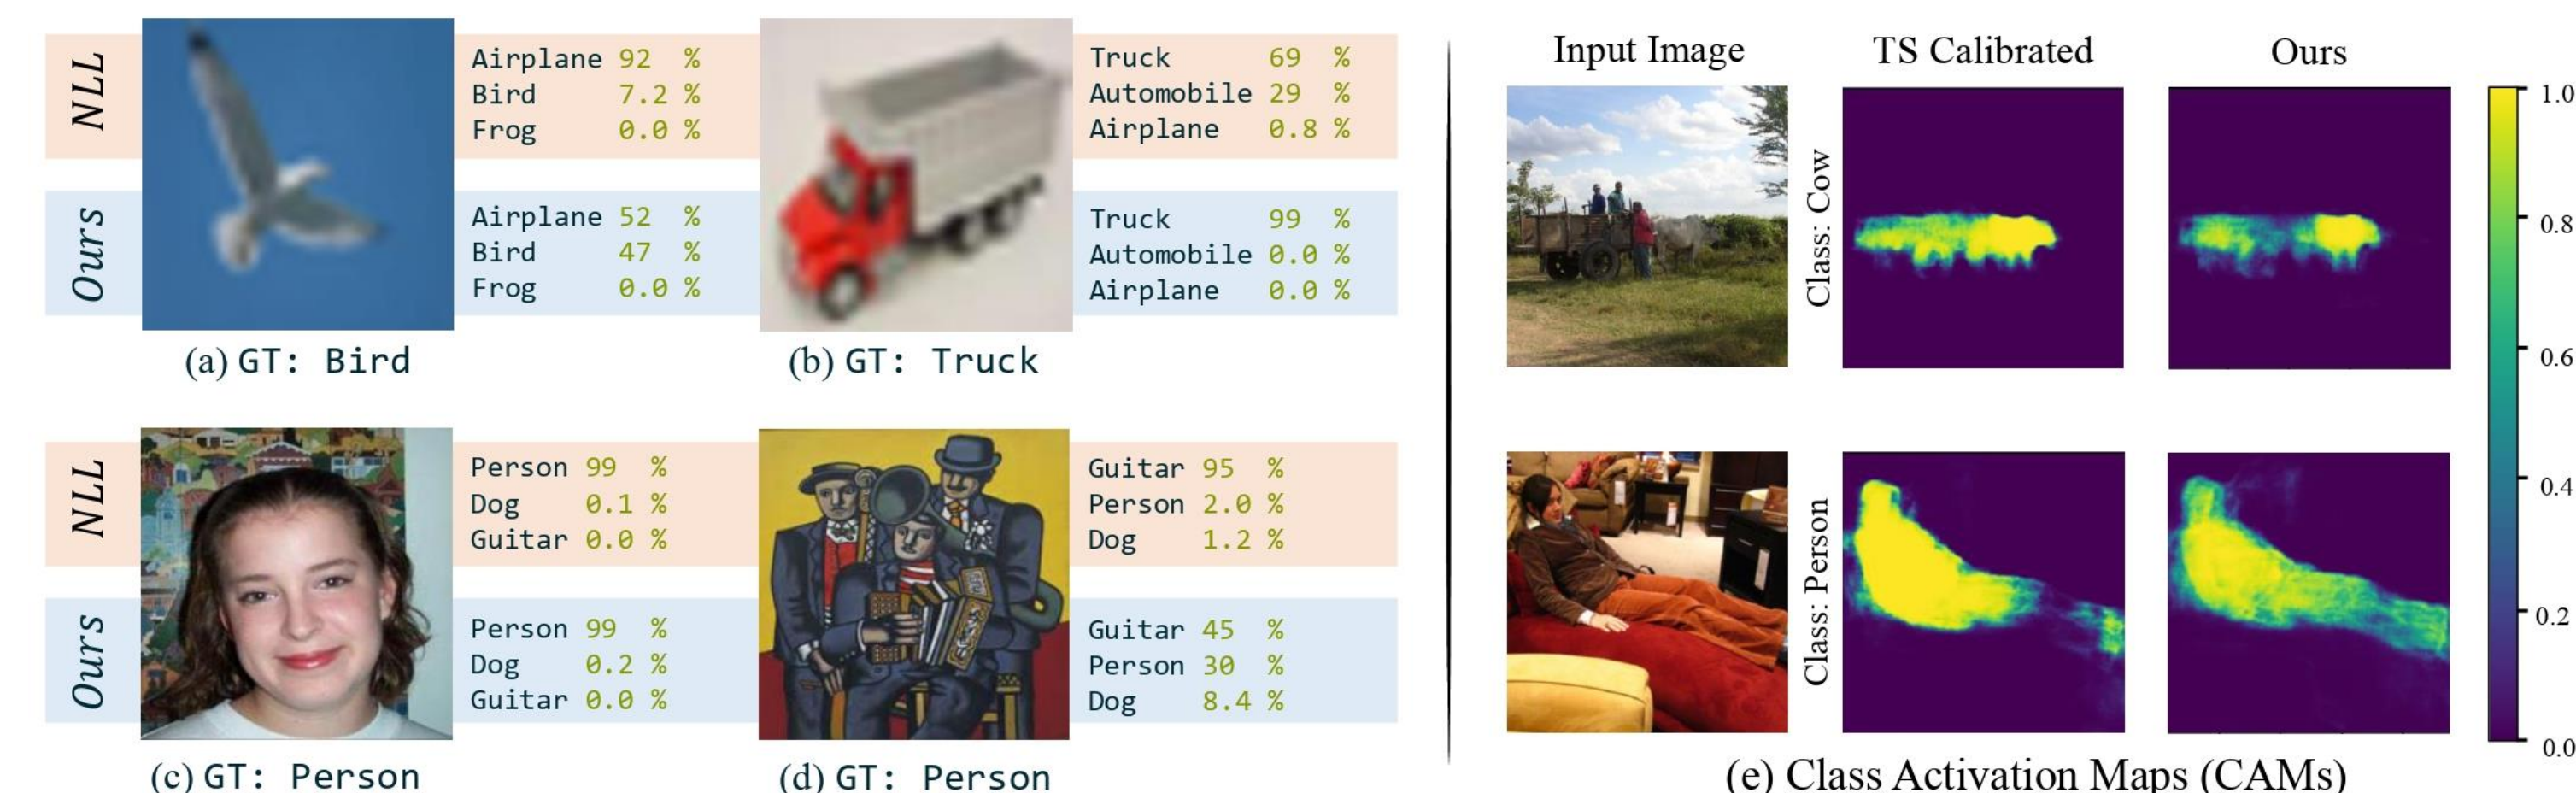 NLL
Airplane 92 %
Bird 7.2 %
Frog 0.0 %
Ours
Airplane 52 %
Bird 47 %
Frog 0.0 %
(a) GT: Bird
Truck 69 %
Automobile 29 %
Airplane 0.8 %
Truck 99 %
Automobile 0.0 %
Airplane 0.0 %
(b) GT: Truck
NLL
Person 99 %
Dog 0.1 %
Guitar 0.0 %
Ours
Person 99 %
Dog 0.2 %
Guitar 0.0 %
(c) GT: Person
Guitar 95 %
Person 2.0 %
Dog 1.2 %
Guitar 45 %
Person 30 %
Dog 8.4 %
(d) GT: Person
Input Image
TS Calibrated
Ours
Class: Cow
Class: Person
1.0
0.8
0.6
0.4
0.2
0.0
(e) Class Activation Maps (CAMs)